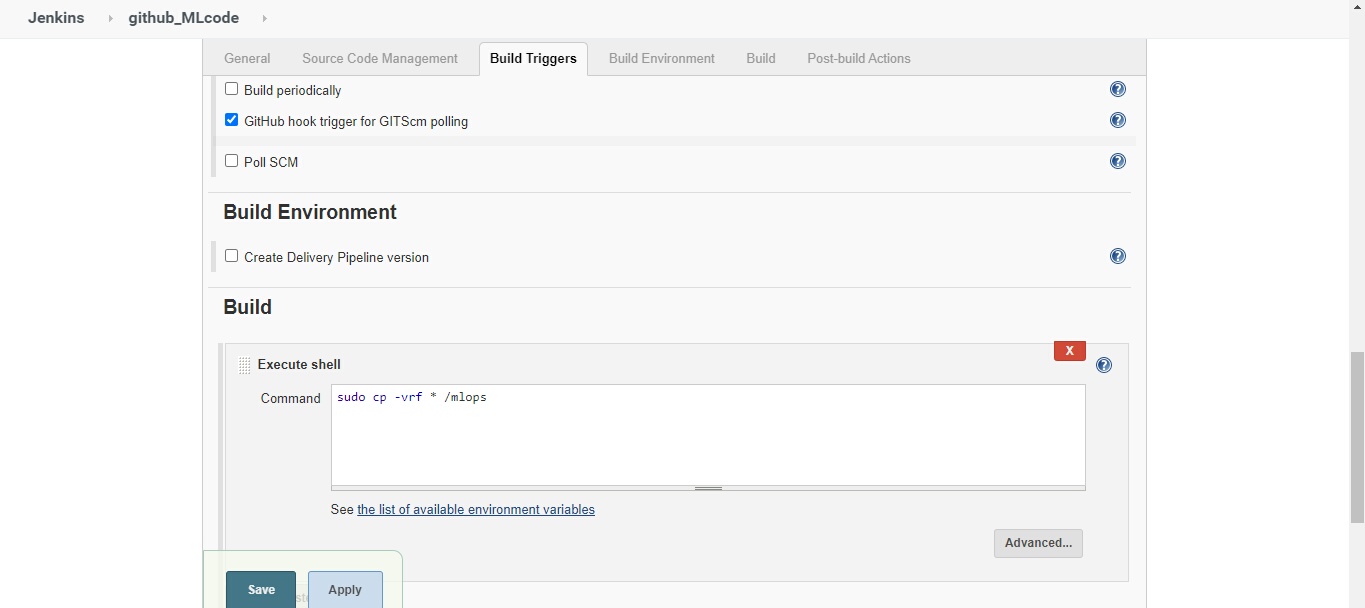 Jenkins github_MLcode
General Source Code Management Build Triggers Build Environment Build Post-build Actions
Build periodically
GitHub hook trigger for GITScm polling
Poll SCM
Build Environment
Create Delivery Pipeline version
Build
X
Execute shell
Command sudo cp -vrf * /mlops
See the list of available environment variables
Advanced...
Save Apply